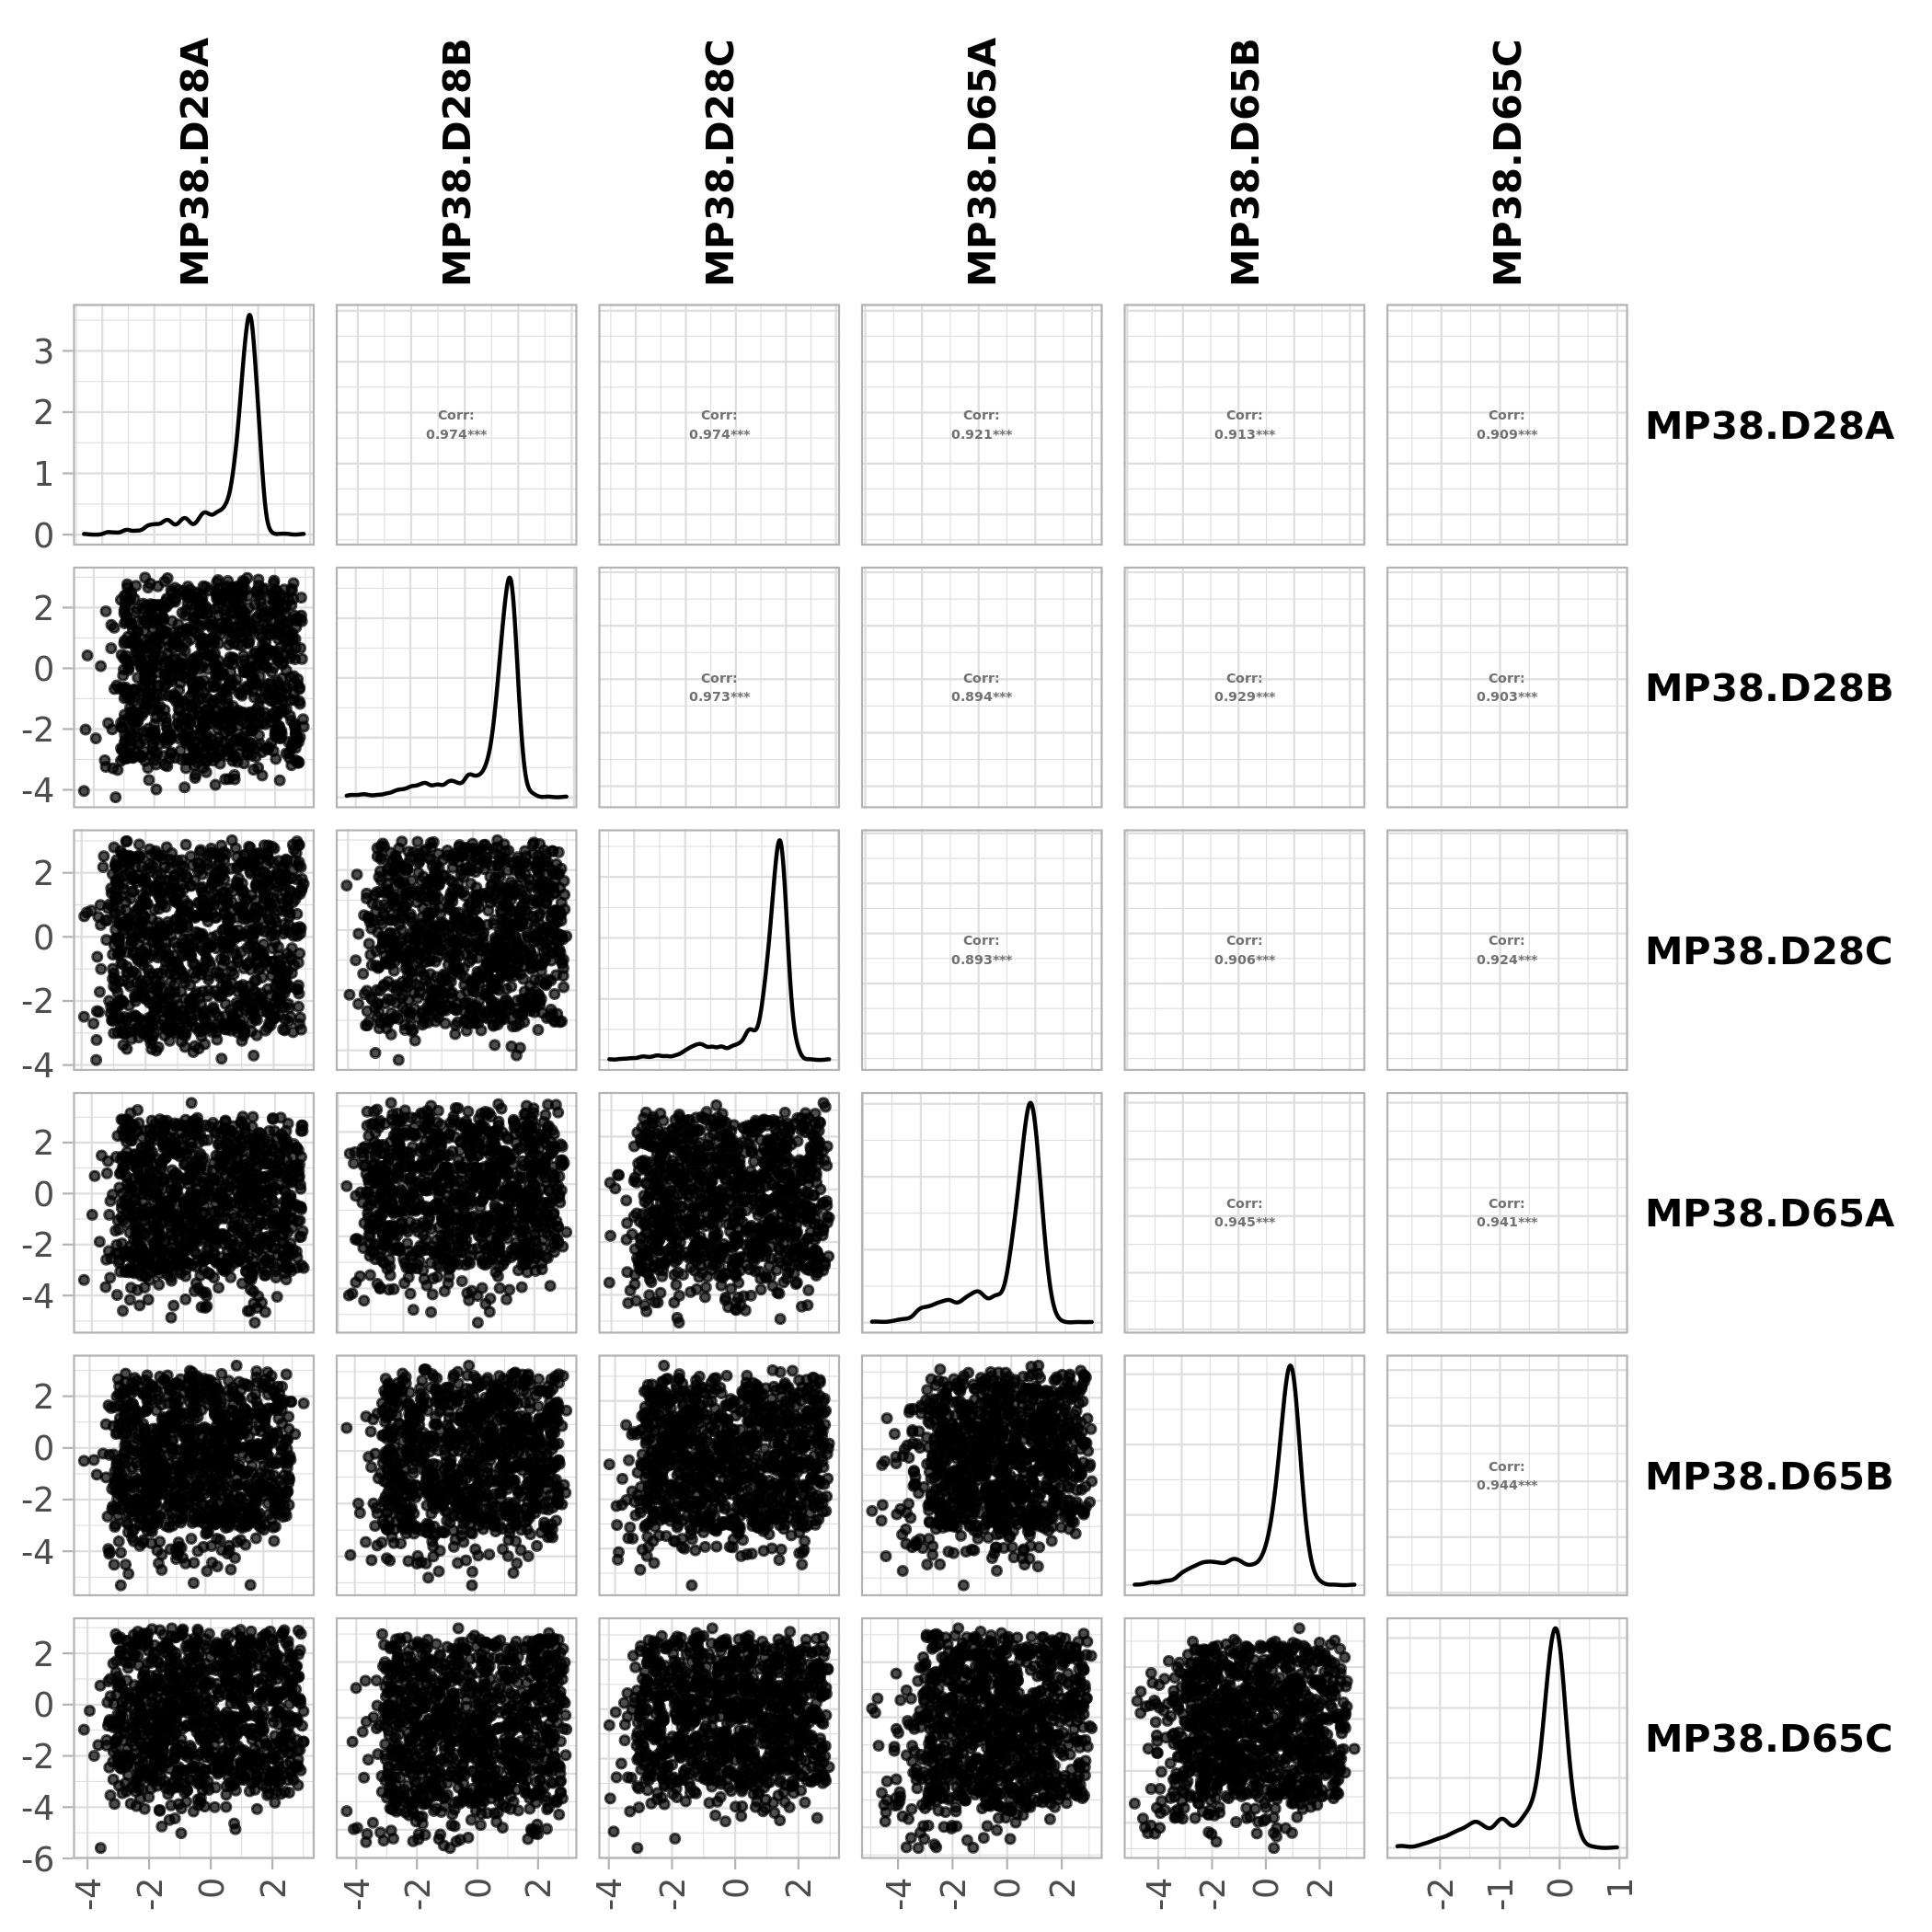 MP38.D28A
MP38.D28B
MP38.D28C
MP38.D65A
MP38.D65B
MP38.D65C
3
2
1
0
Corr:
0.974***
Corr:
0.974***
Corr:
0.921***
Corr:
0.913***
Corr:
0.909***
MP38.D28A
2
0
-2
-4
Corr:
0.973***
Corr:
0.894***
Corr:
0.929***
Corr:
0.903***
MP38.D28B
2
0
-2
-4
Corr:
0.893***
Corr:
0.906***
Corr:
0.924***
MP38.D28C
2
0
-2
-4
Corr:
0.945***
Corr:
0.941***
MP38.D65A
2
0
-2
-4
Corr:
0.944***
MP38.D65B
2
0
-2
-4
-6
MP38.D65C
-4
-2
0
2
-4
-2
0
2
-4
-2
0
2
-4
-2
0
2
-4
-2
0
2
-2
-1
0
1